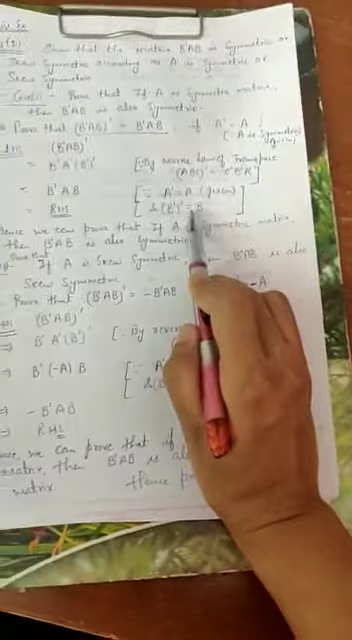 Show that the matrix B'AB is Symmetric or
Skew Symmetric according as A is Symmetric or
Skew Symmetric
Prove that If A is Symmetric matrix,
then B'AB is also Symmetric.
Prove that (B'AB)' = B'AB if A' = A
(∵ A is Symmetric)
(given)
(B'AB)'
= B'A'(B')' [∵ By reverse law of Transpose
(ABC)' = C'B'A']
= B'AB [∵ A' = A (given)
= RHS & (B')' = B
we can prove that if A Symmetric matrix
then B'AB is also Symmetric
If A is Skew Symmetric, B'AB is also
Skew Symmetric
Prove that (B'AB)' = -B'AB -A
(B'AB)'
⇒ B'A'(B')' [∵ By
⇒ B'(-A)B [∵ A'
⇒ -B'AB
⇒ RHS
we can prove that if
matrix, then B'AB is
matrix Hence